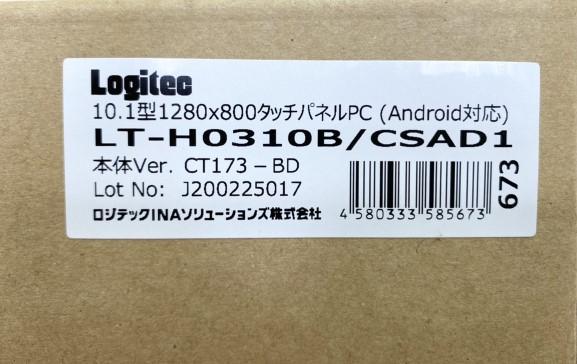 Logitec
10.1型1280x800タッチパネルPC (Android対応)
LT-H0310B/CSAD1
本体Ver. CT173-BD
Lot No: J200225017
ロジテックINAソリューションズ株式会社
4 580333 585673
673